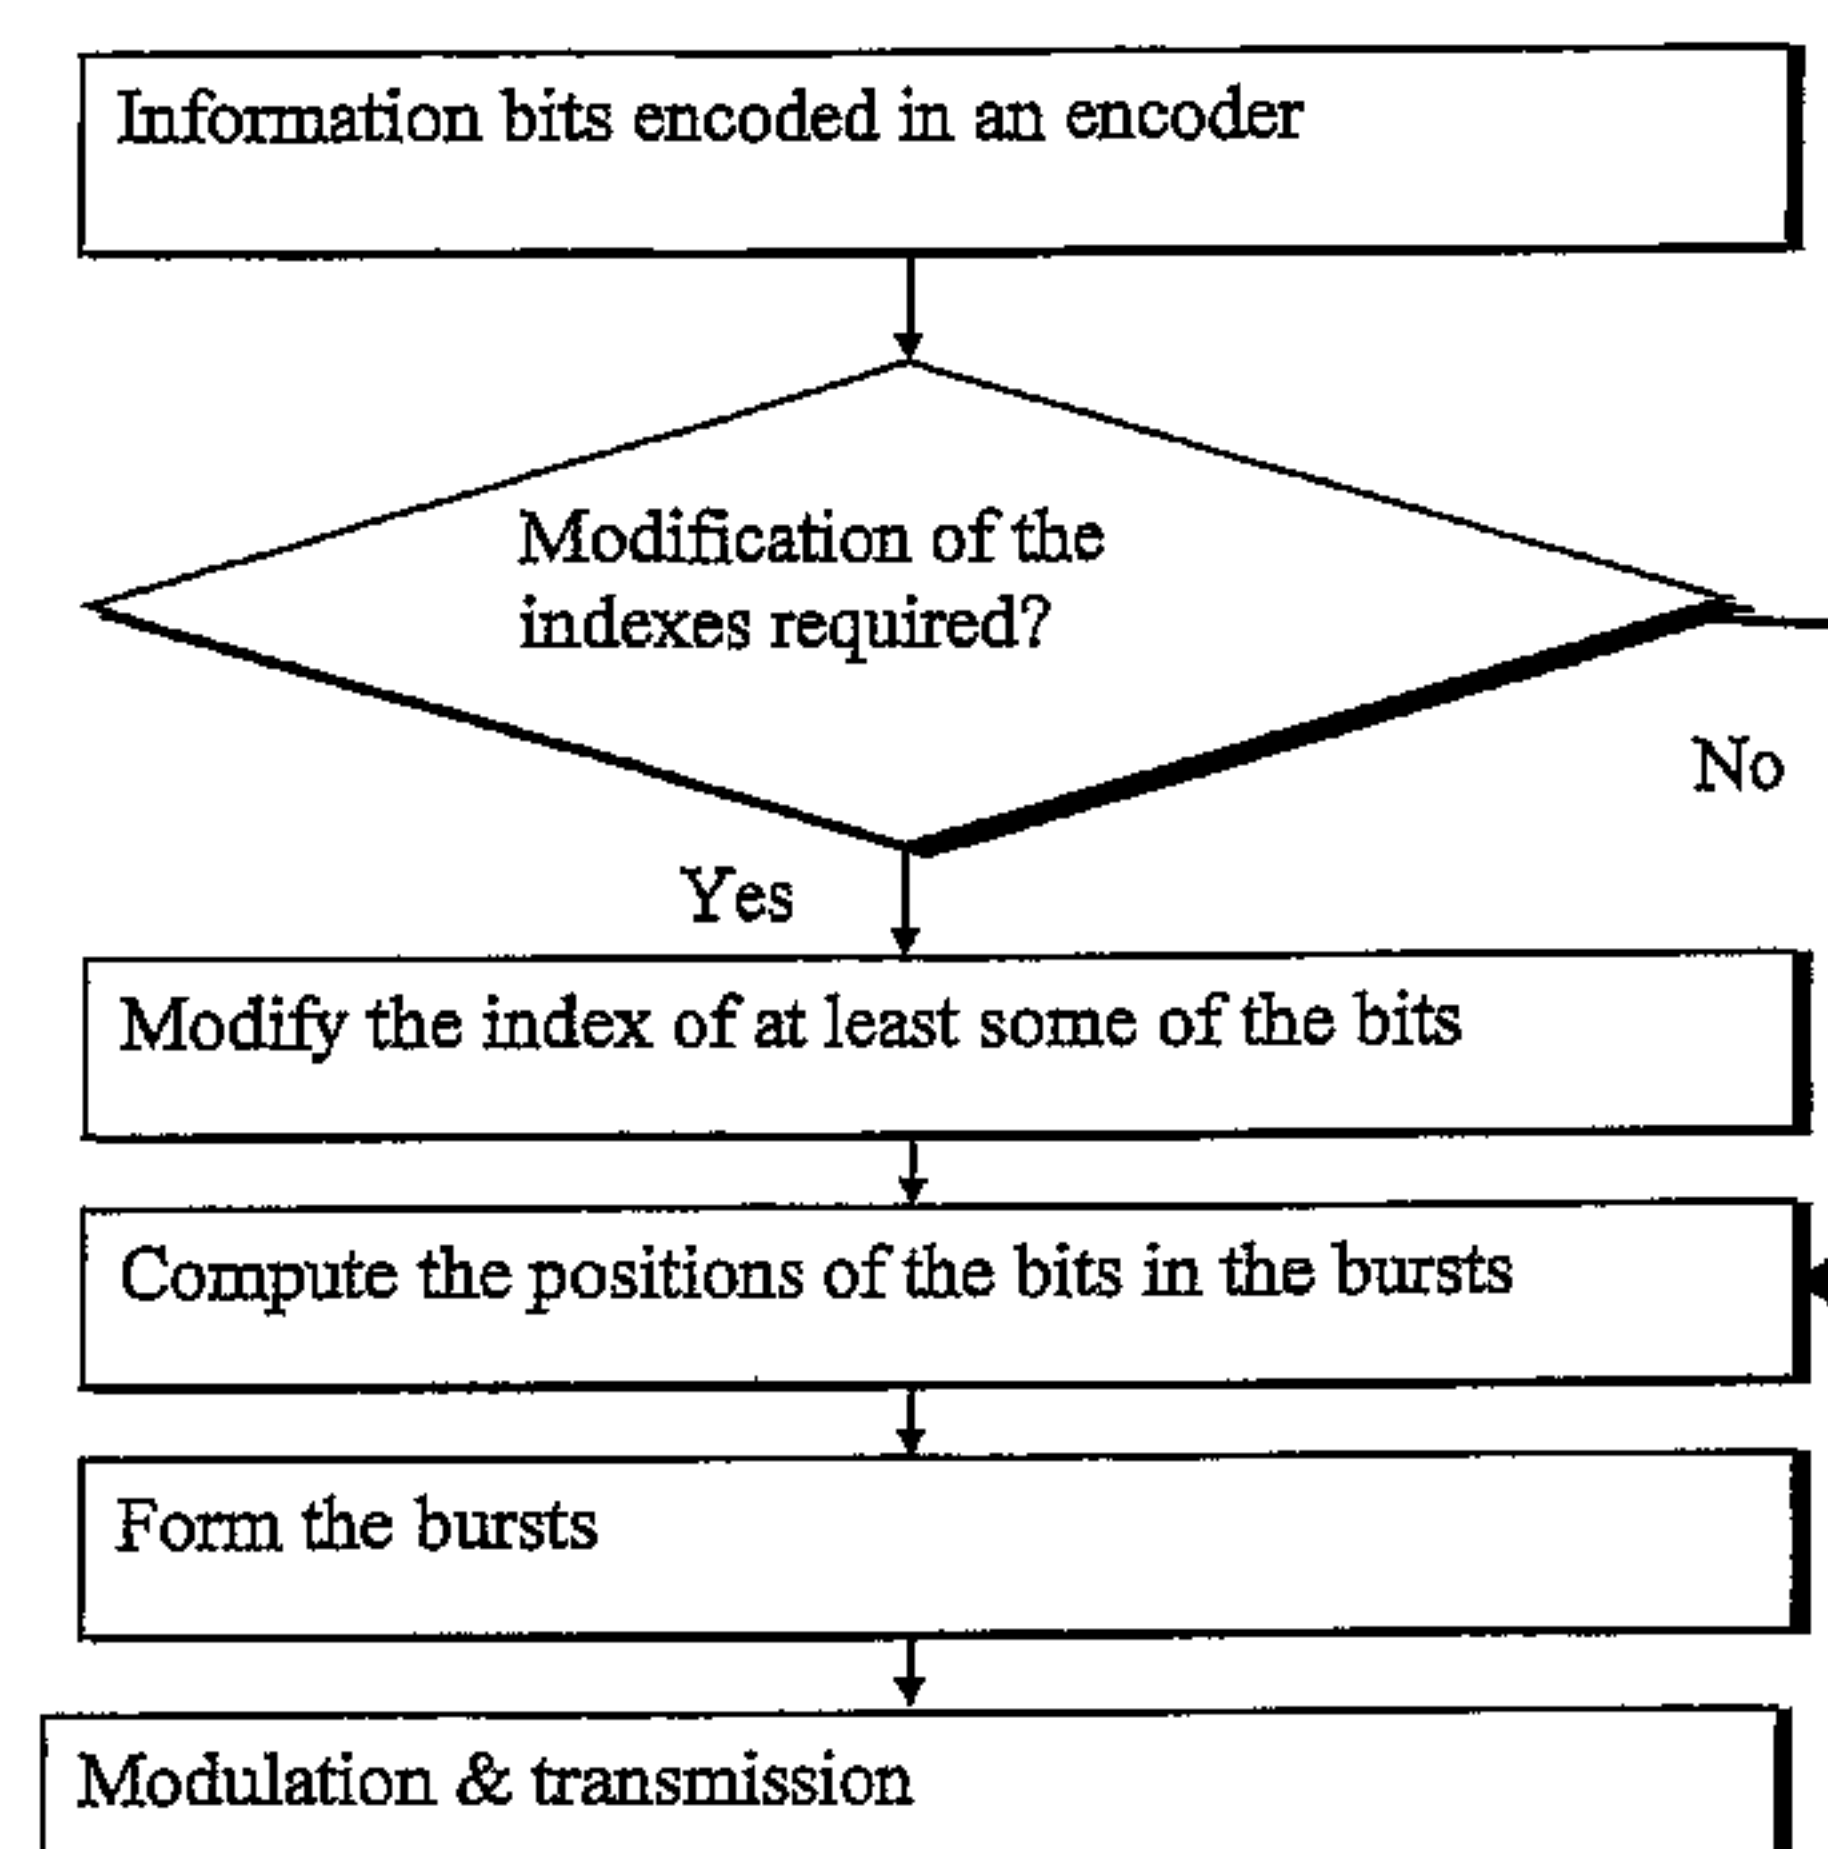 Information bits encoded in an encoder
Modification of the
indexes required?
No
Yes
Modify the index of at least some of the bits
Compute the positions of the bits in the bursts
Form the bursts
Modulation & transmission